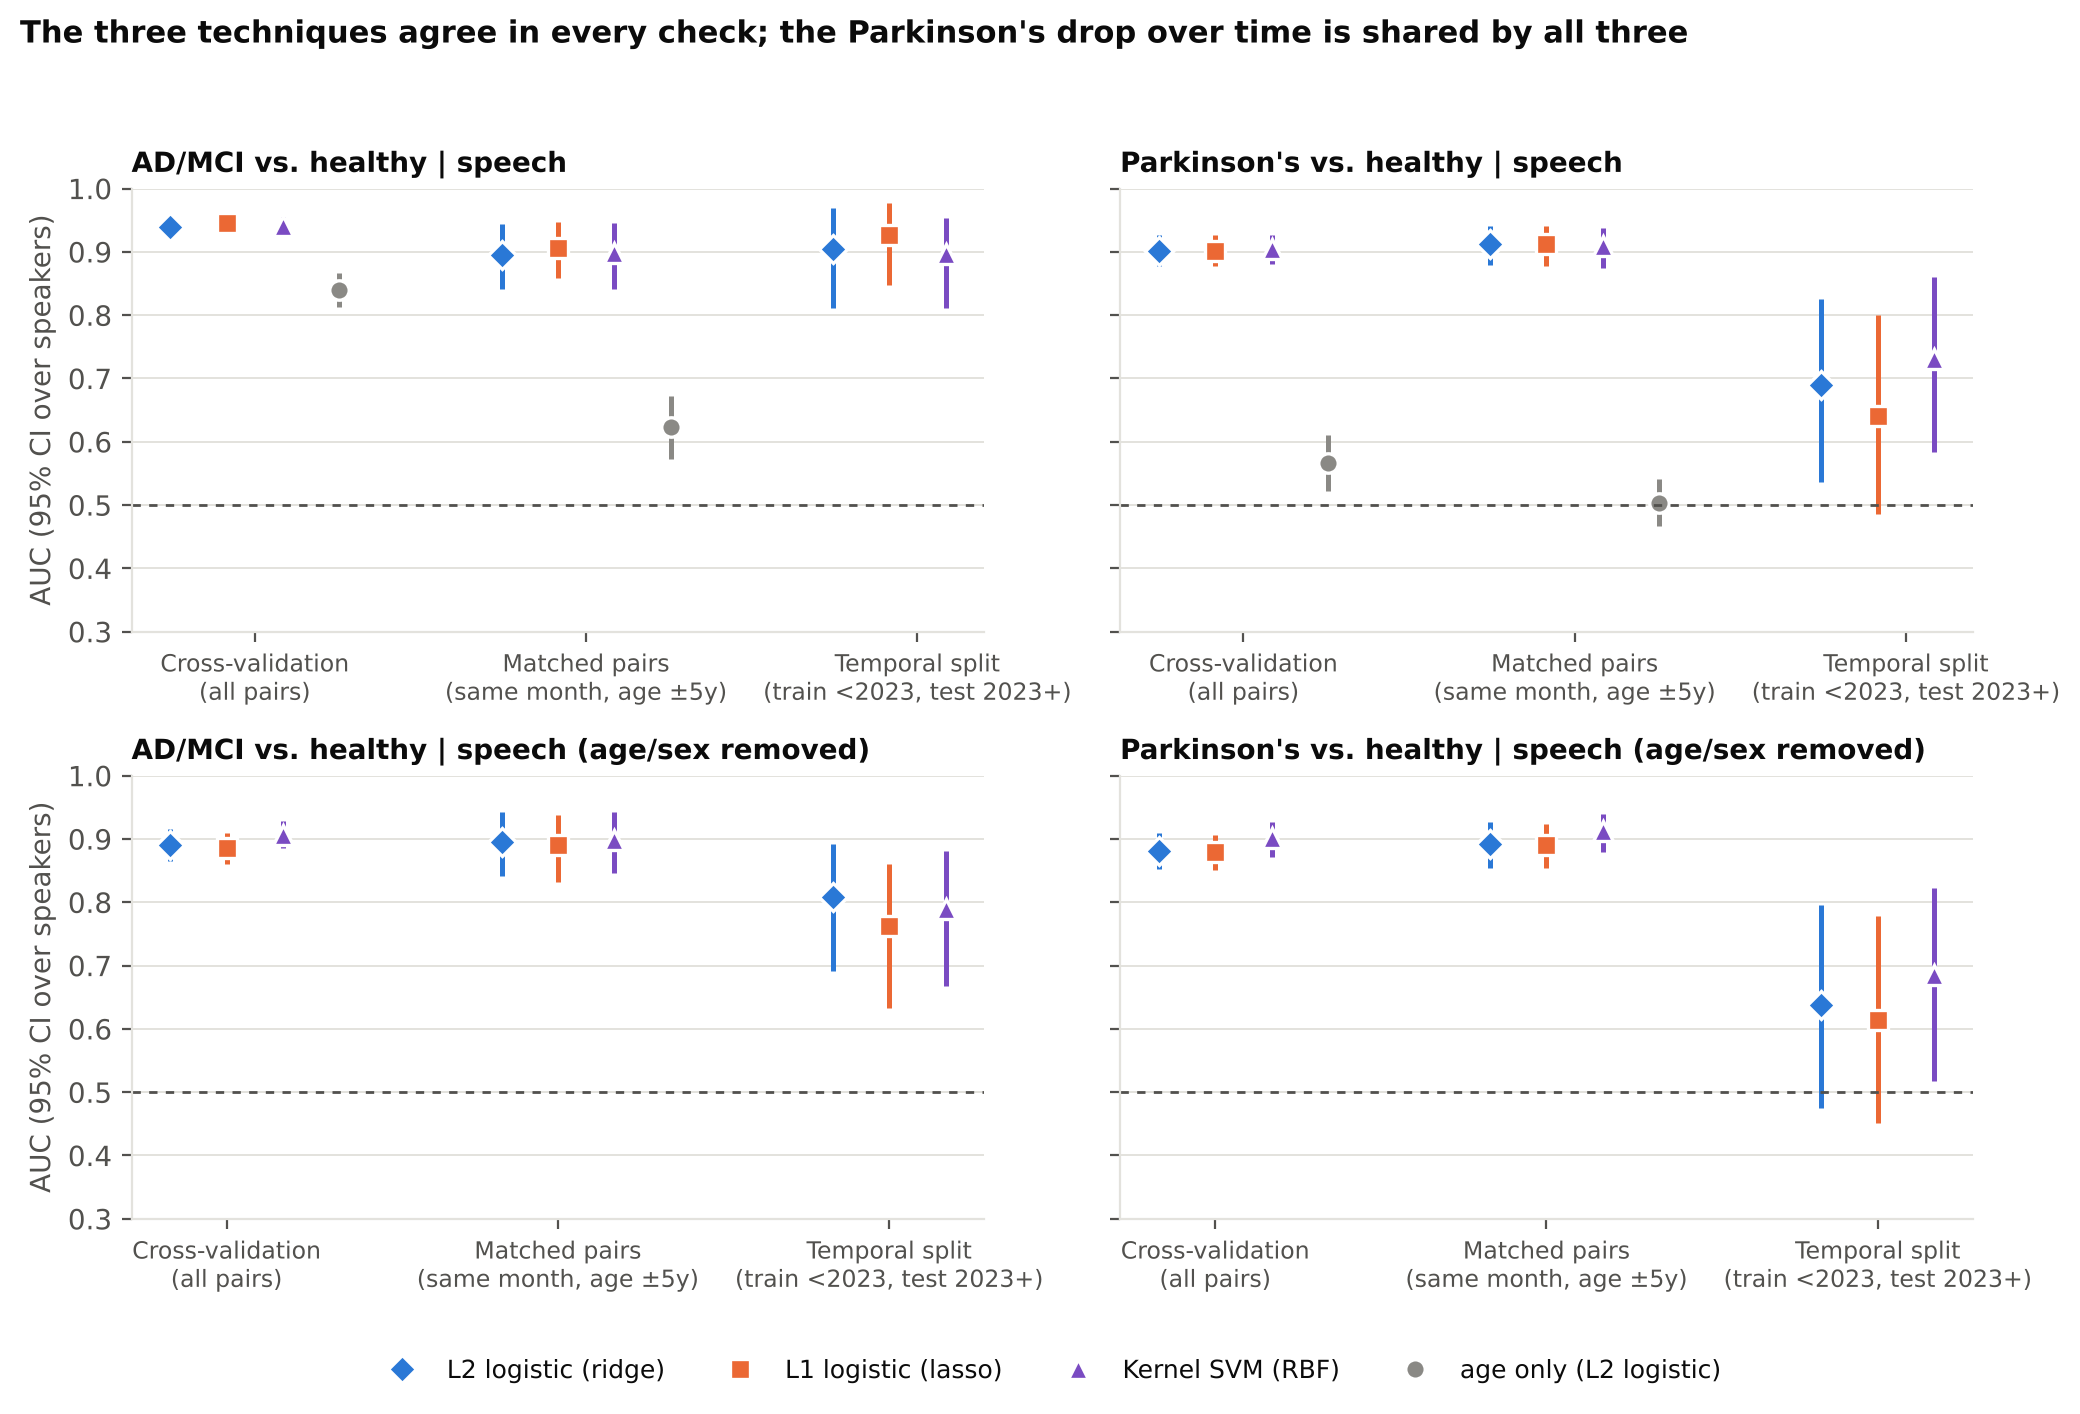 The three techniques agree in every check; the Parkinson's drop over time is shared by all three
AD/MCI vs. healthy | speech
AUC (95% CI over speakers)
1.0
0.9
0.8
0.7
0.6
0.5
0.4
0.3
Cross-validation
(all pairs)
Matched pairs
(same month, age ±5y)
Temporal split
(train <2023, test 2023+)
Parkinson's vs. healthy | speech
Cross-validation
(all pairs)
Matched pairs
(same month, age ±5y)
Temporal split
(train <2023, test 2023+)
AD/MCI vs. healthy | speech (age/sex removed)
AUC (95% CI over speakers)
1.0
0.9
0.8
0.7
0.6
0.5
0.4
0.3
Cross-validation
(all pairs)
Matched pairs
(same month, age ±5y)
Temporal split
(train <2023, test 2023+)
Parkinson's vs. healthy | speech (age/sex removed)
Cross-validation
(all pairs)
Matched pairs
(same month, age ±5y)
Temporal split
(train <2023, test 2023+)
L2 logistic (ridge)
L1 logistic (lasso)
Kernel SVM (RBF)
age only (L2 logistic)